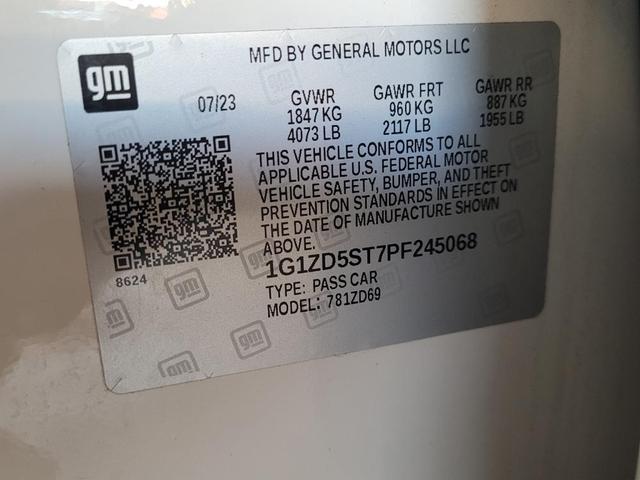 gm
MFD BY GENERAL MOTORS LLC
07/23
GVWR
1847 KG
4073 LB
GAWR FRT
960 KG
2117 LB
GAWR RR
887 KG
1955 LB
THIS VEHICLE CONFORMS TO ALL
APPLICABLE U.S. FEDERAL MOTOR
VEHICLE SAFETY, BUMPER, AND THEFT
PREVENTION STANDARDS IN EFFECT ON
THE DATE OF MANUFACTURE SHOWN
ABOVE.
8624
1G1ZD5ST7PF245068
TYPE: PASS CAR
MODEL: 781ZD69